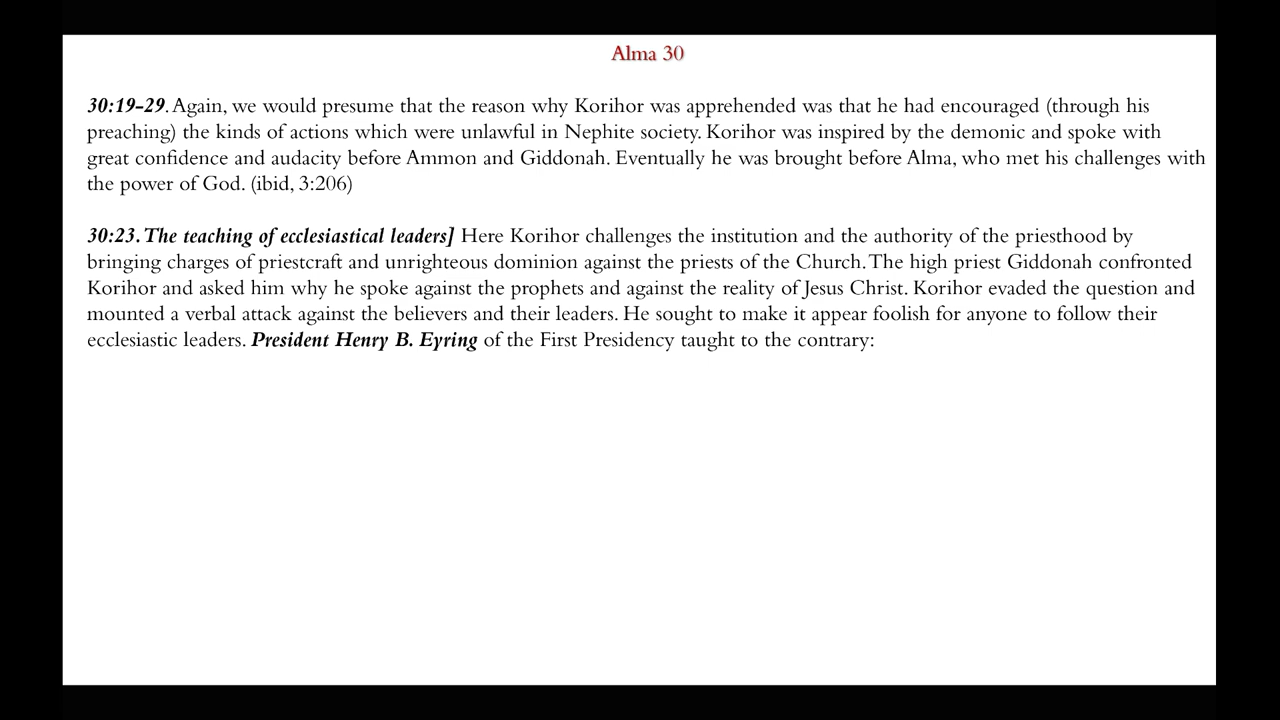 Alma 30
30:19-29. Again, we would presume that the reason why Korihor was apprehended was that he had encouraged (through his
preaching) the kinds of actions which were unlawful in Nephite society. Korihor was inspired by the demonic and spoke with
great confidence and audacity before Ammon and Giddonah. Eventually he was brought before Alma, who met his challenges with
the power of God. (ibid, 3:206)
30:23. The teaching of ecclesiastical leaders] Here Korihor challenges the institution and the authority of the priesthood by
bringing charges of priestcraft and unrighteous dominion against the priests of the Church. The high priest Giddonah confronted
Korihor and asked him why he spoke against the prophets and against the reality of Jesus Christ. Korihor evaded the question and
mounted a verbal attack against the believers and their leaders. He sought to make it appear foolish for anyone to follow their
ecclesiastic leaders. President Henry B. Eyring of the First Presidency taught to the contrary: